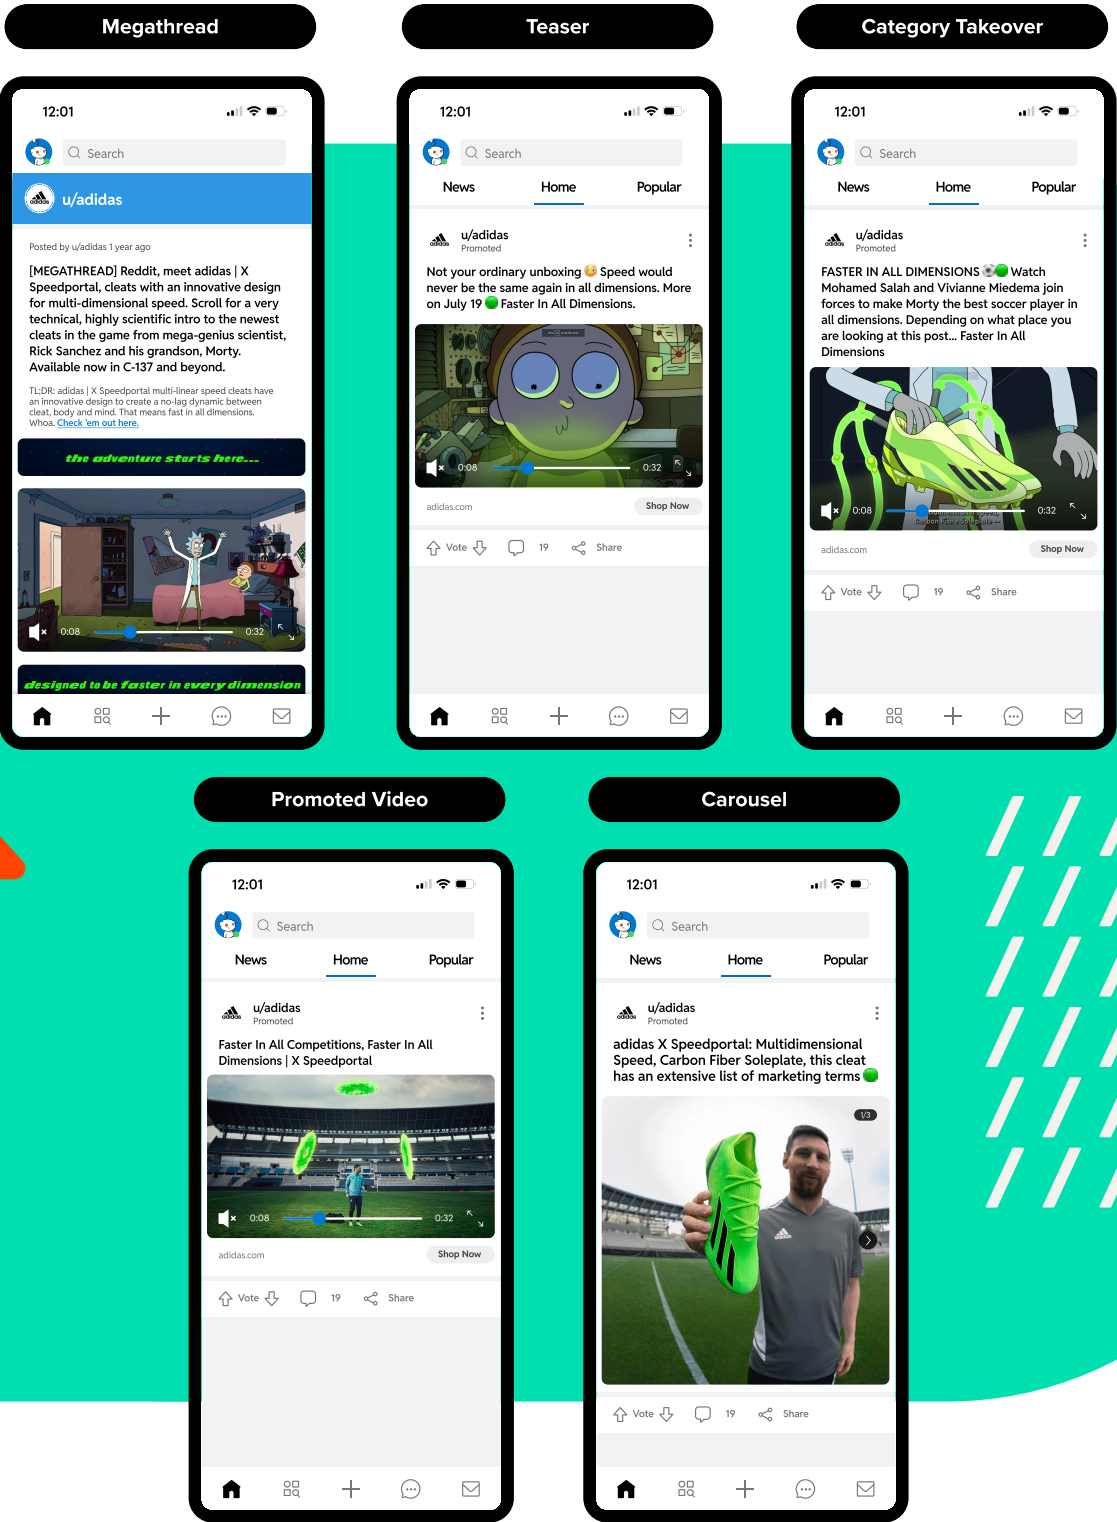 Megathread
12:01
Search
adidas
u/adidas
Posted by u/adidas 1 year ago
[MEGATHREAD] Reddit, meet adidas | X
Speedportal, cleats with an innovative design
for multi-dimensional speed. Scroll for a very
technical, highly scientific intro to the newest
cleats in the game from mega-genius scientist,
Rick Sanchez and his grandson, Morty.
Available now in C-137 and beyond.
TL;DR: adidas | X Speedportal multi-linear speed cleats have
an innovative design to create a no-lag dynamic between
cleat, body and mind. That means fast in all dimensions.
Whoa. Check 'em out here.
the adventure starts here...
0:08
0:32
designed to be faster in every dimension
Teaser
12:01
Search
News Home Popular
adidas
u/adidas
Promoted
Not your ordinary unboxing Speed would
never be the same again in all dimensions. More
on July 19 Faster In All Dimensions.
0:08
0:32
adidas.com
Shop Now
Vote 19 Share
Category Takeover
12:01
Search
News Home Popular
adidas
u/adidas
Promoted
FASTER IN ALL DIMENSIONS ⚽ Watch
Mohamed Salah and Vivianne Miedema join
forces to make Morty the best soccer player in
all dimensions. Depending on what place you
are looking at this post... Faster In All
Dimensions
0:08
0:32
Carbon Fibre Soleplate —
adidas.com
Shop Now
Vote 19 Share
Promoted Video
12:01
Search
News Home Popular
adidas
u/adidas
Promoted
Faster In All Competitions, Faster In All
Dimensions | X Speedportal
0:08
0:32
adidas.com
Shop Now
Vote 19 Share
Carousel
12:01
Search
News Home Popular
adidas
u/adidas
Promoted
adidas X Speedportal: Multidimensional
Speed, Carbon Fiber Soleplate, this cleat
has an extensive list of marketing terms
1/3
adidas
Vote 19 Share